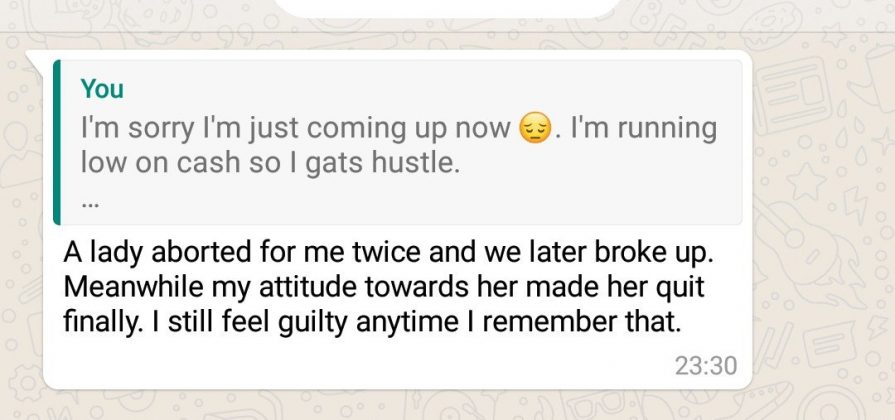 You
I'm sorry I'm just coming up now 😔. I'm running
low on cash so I gats hustle.
...
A lady aborted for me twice and we later broke up.
Meanwhile my attitude towards her made her quit
finally. I still feel guilty anytime I remember that.
23:30